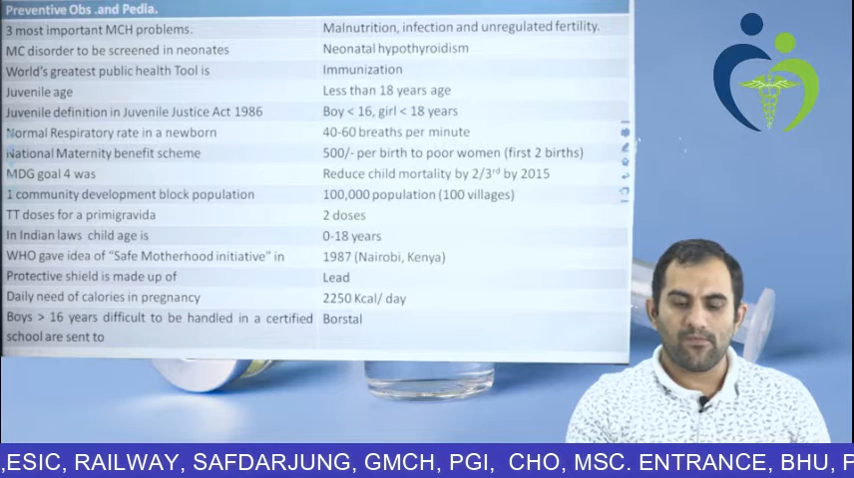 Preventive Obs .and Pedia.
3 most important MCH problems. Malnutrition, infection and unregulated fertility.
MC disorder to be screened in neonates Neonatal hypothyroidism
World's greatest public health Tool is Immunization
Juvenile age Less than 18 years age
Juvenile definition in Juvenile Justice Act 1986 Boy < 16, girl < 18 years
Normal Respiratory rate in a newborn 40-60 breaths per minute
National Maternity benefit scheme 500/- per birth to poor women (first 2 births)
MDG goal 4 was Reduce child mortality by 2/3rd by 2015
1 community development block population 100,000 population (100 villages)
TT doses for a primigravida 2 doses
In Indian laws child age is 0-18 years
WHO gave idea of "Safe Motherhood initiative" in 1987 (Nairobi, Kenya)
Protective shield is made up of Lead
Daily need of calories in pregnancy 2250 Kcal/ day
Boys > 16 years difficult to be handled in a certified Borstal
school are sent to
,ESIC, RAILWAY, SAFDARJUNG, GMCH, PGI, CHO, MSC. ENTRANCE, BHU, P